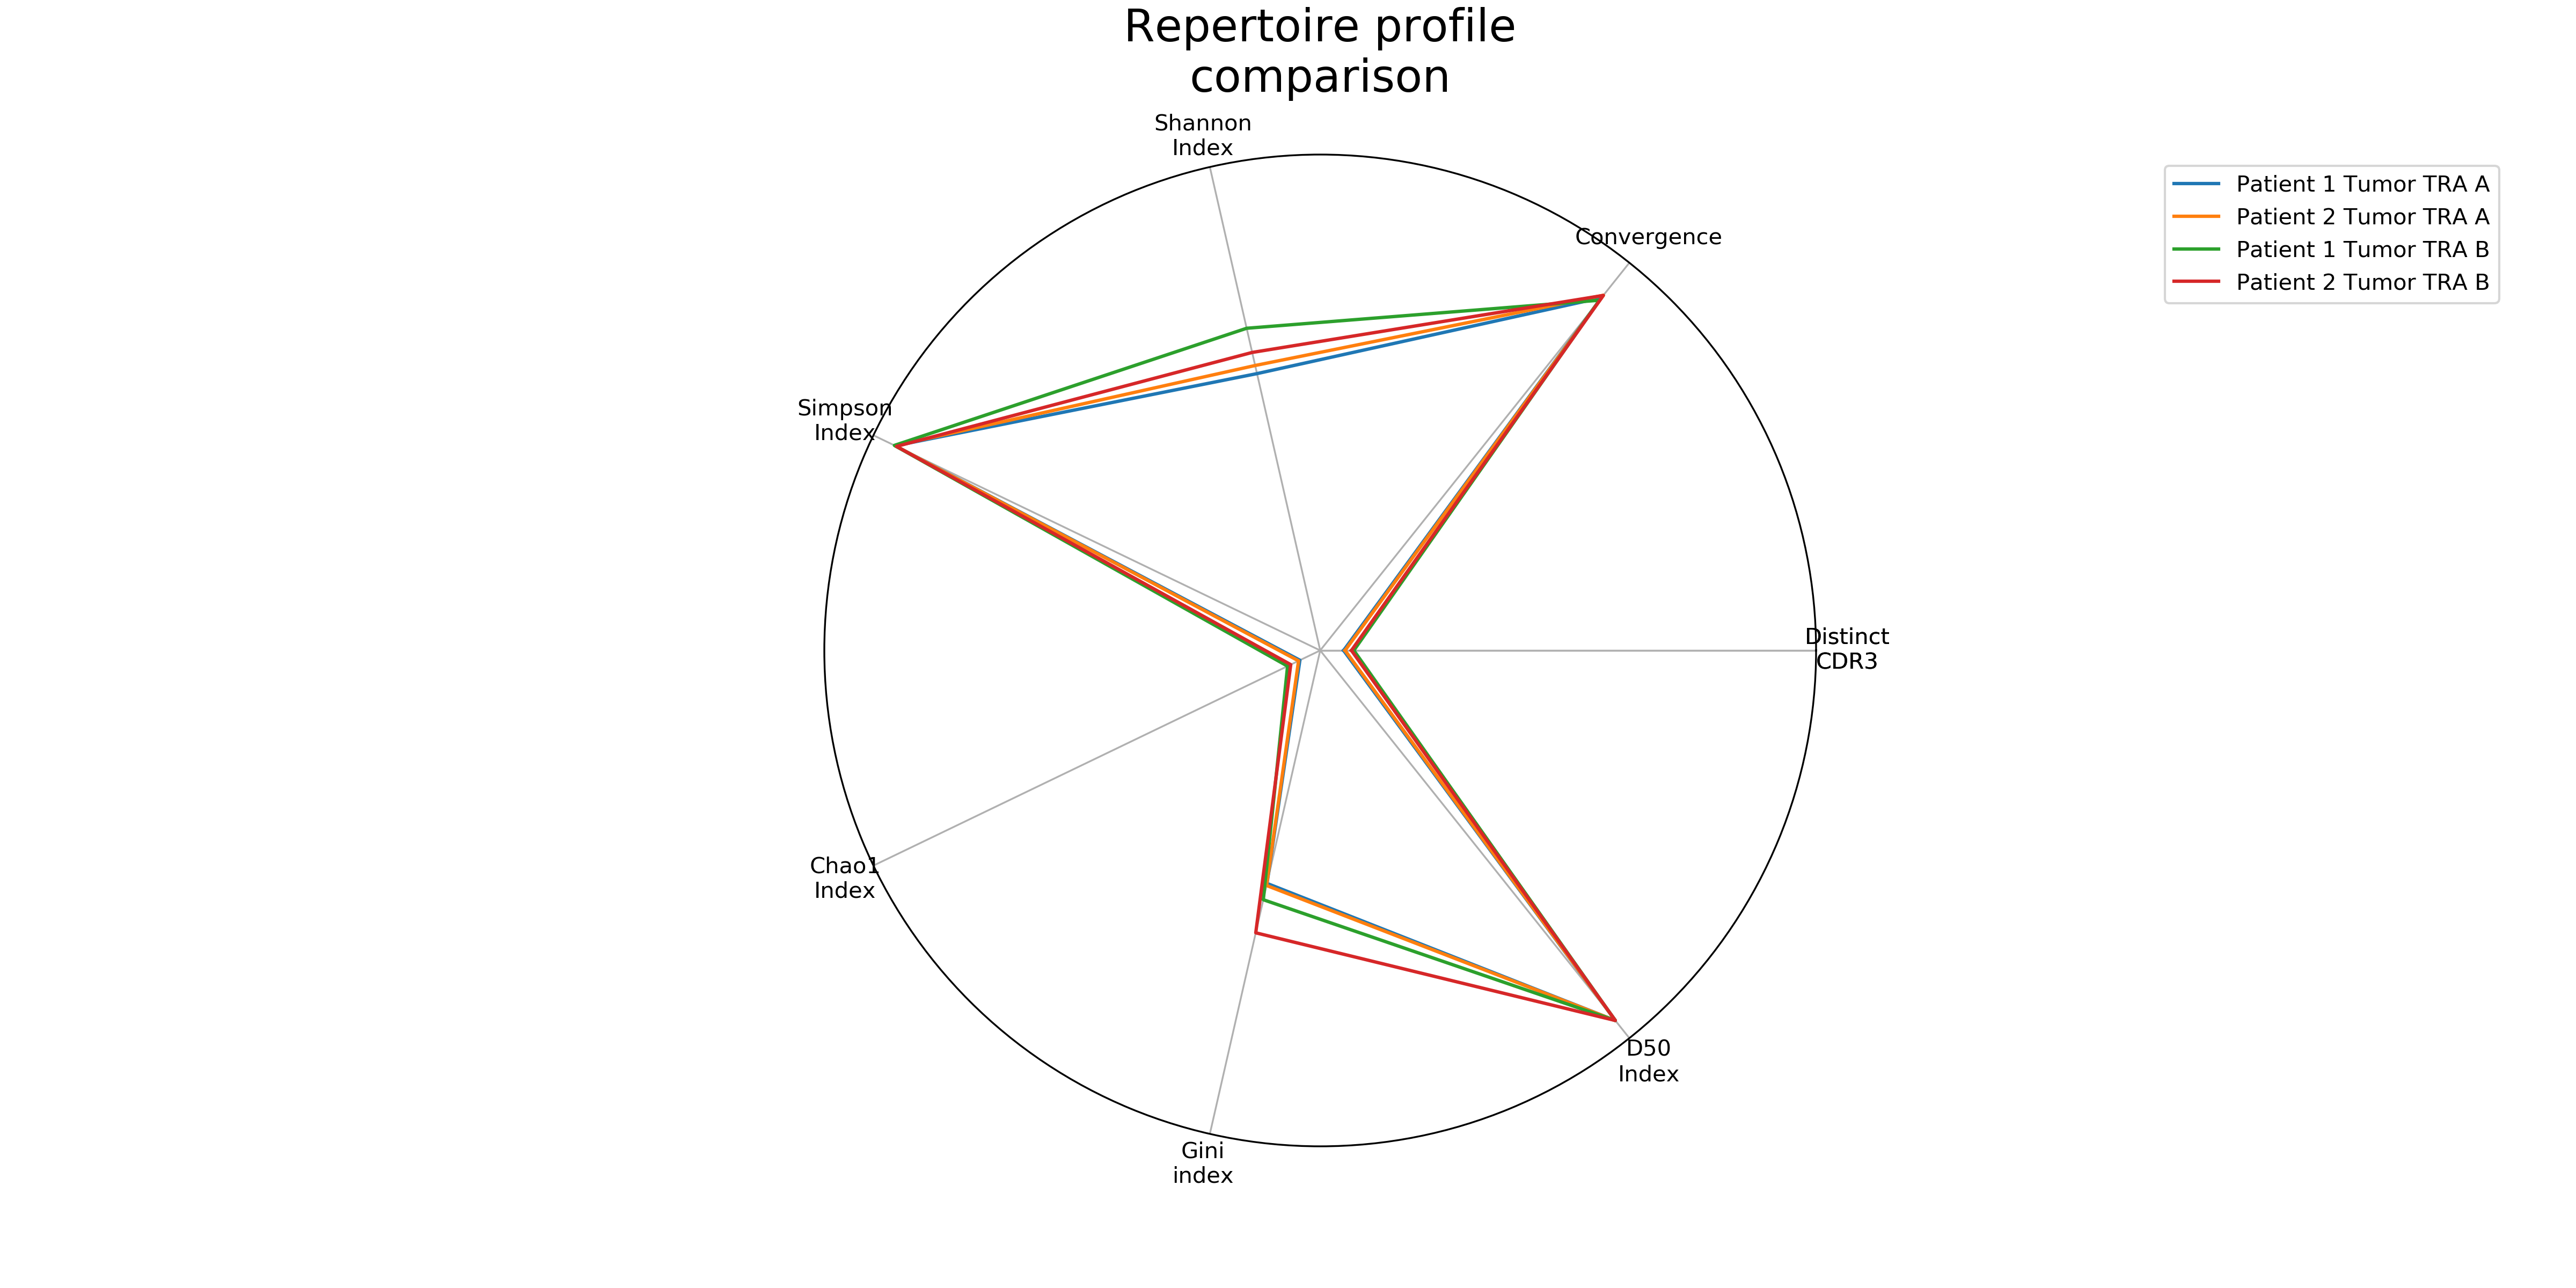 Repertoire profile
comparison
Shannon
Index
Convergence
Patient 1 Tumor TRA A
Patient 2 Tumor TRA A
Patient 1 Tumor TRA B
Patient 2 Tumor TRA B
Simpson
Index
Distinct
CDR3
Chao1
Index
D50
Index
Gini
index